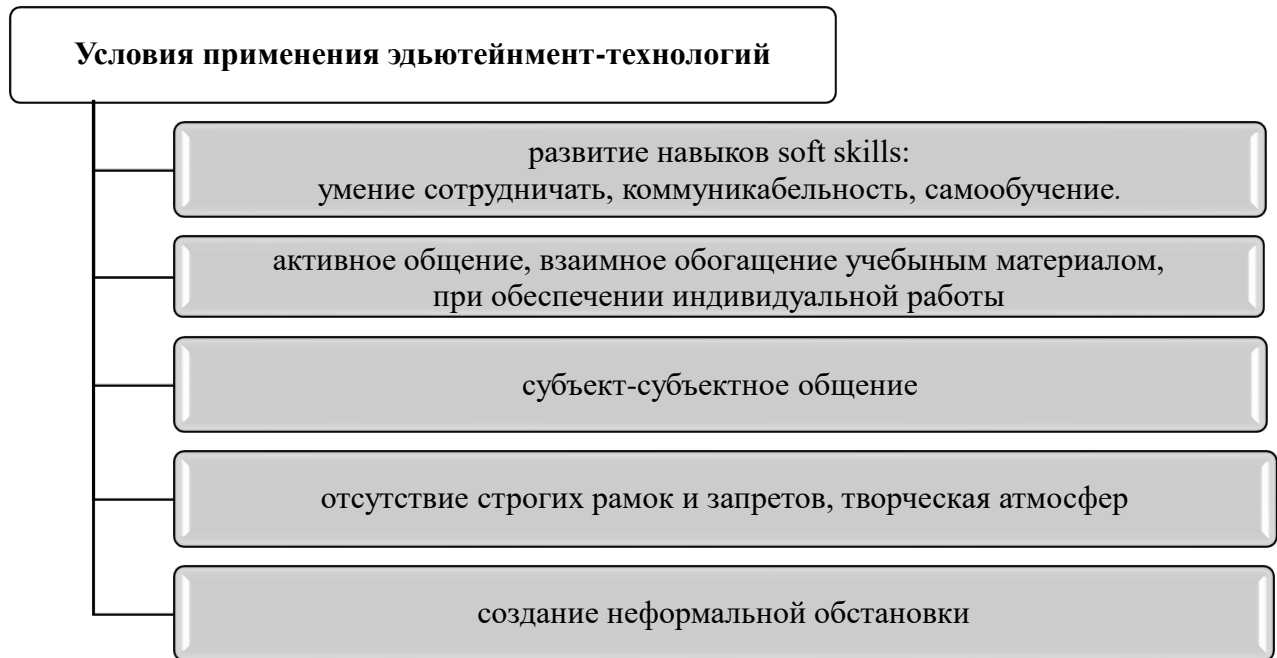 Условия применения эдьютейнмент-технологий
развитие навыков soft skills:
умение сотрудничать, коммуникабельность, самообучение.
активное общение, взаимное обогащение учебыным материалом,
при обеспечении индивидуальной работы
субъект-субъектное общение
отсутствие строгих рамок и запретов, творческая атмосфер
создание неформальной обстановки